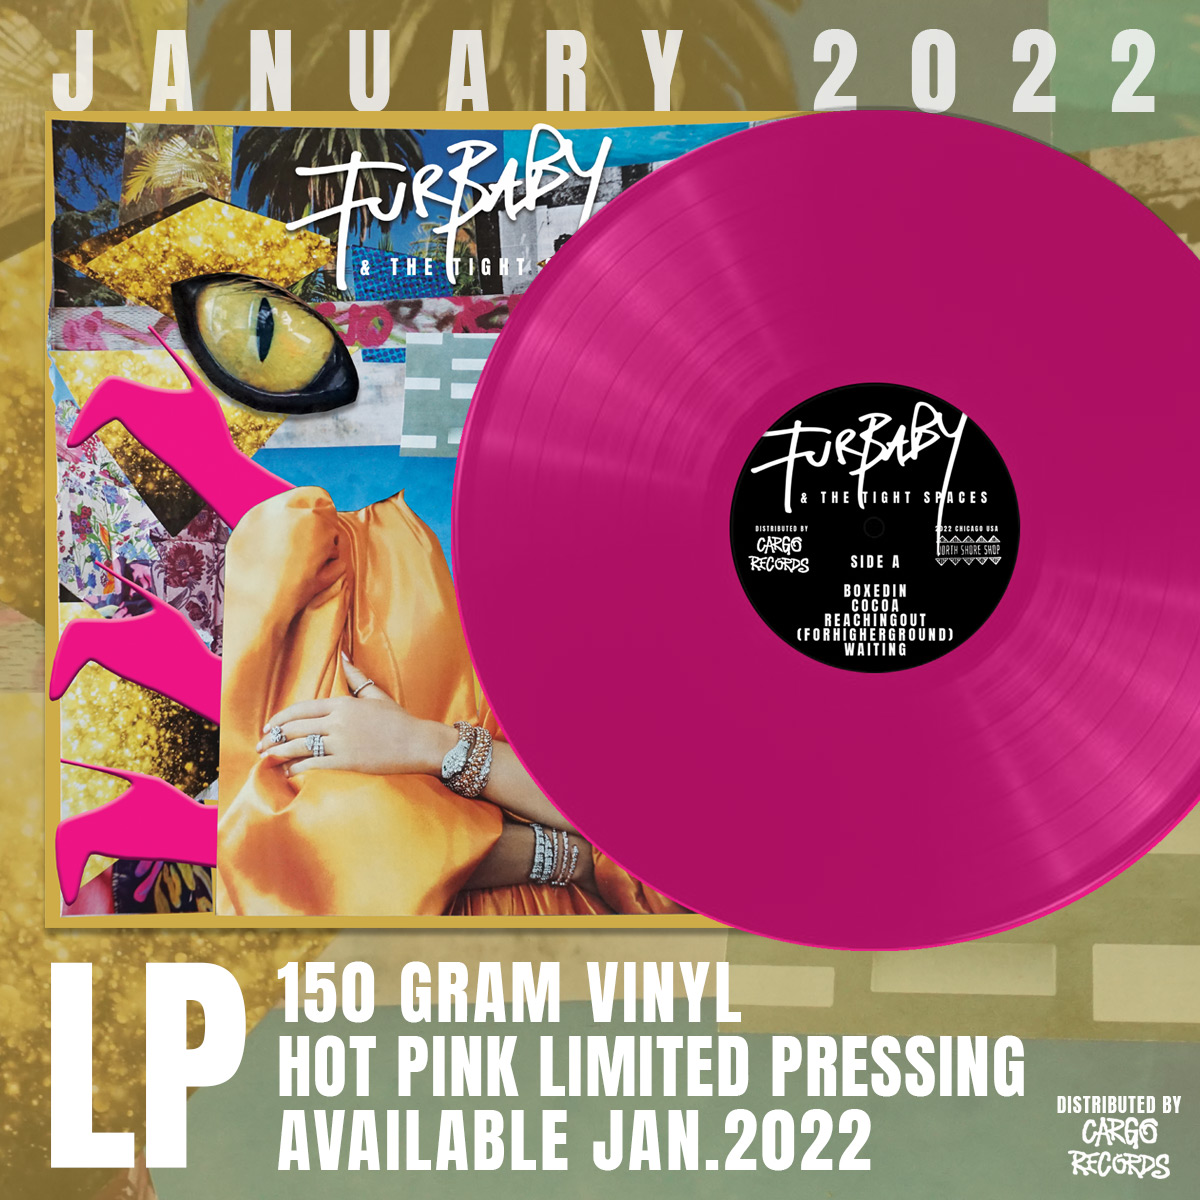 JANUARY 2022
FURBABY
& THE TIGHT
FURBABY
& THE TIGHT SPACES
DISTRIBUTED BY
CARGO
RECORDS
2022 CHICAGO USA
NORTH SHORE SHOP
SIDE A
BOXEDIN
COCOA
REACHINGOUT
(FORHIGHERGROUND)
WAITING
LP
150 GRAM VINYL
HOT PINK LIMITED PRESSING
AVAILABLE JAN.2022
DISTRIBUTED BY
CARGO
RECORDS